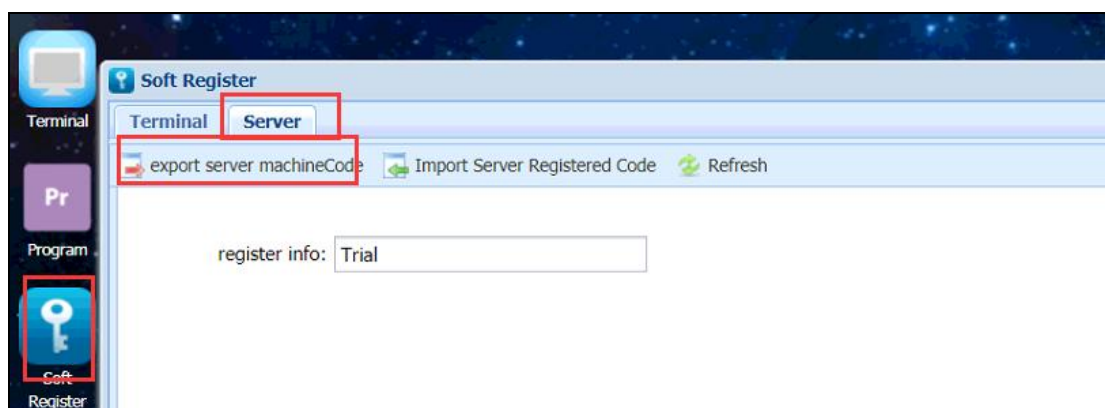 Terminal
Pr
Program
Soft
Register
Soft Register
Terminal Server
export server machineCode Import Server Registered Code Refresh
register info: Trial